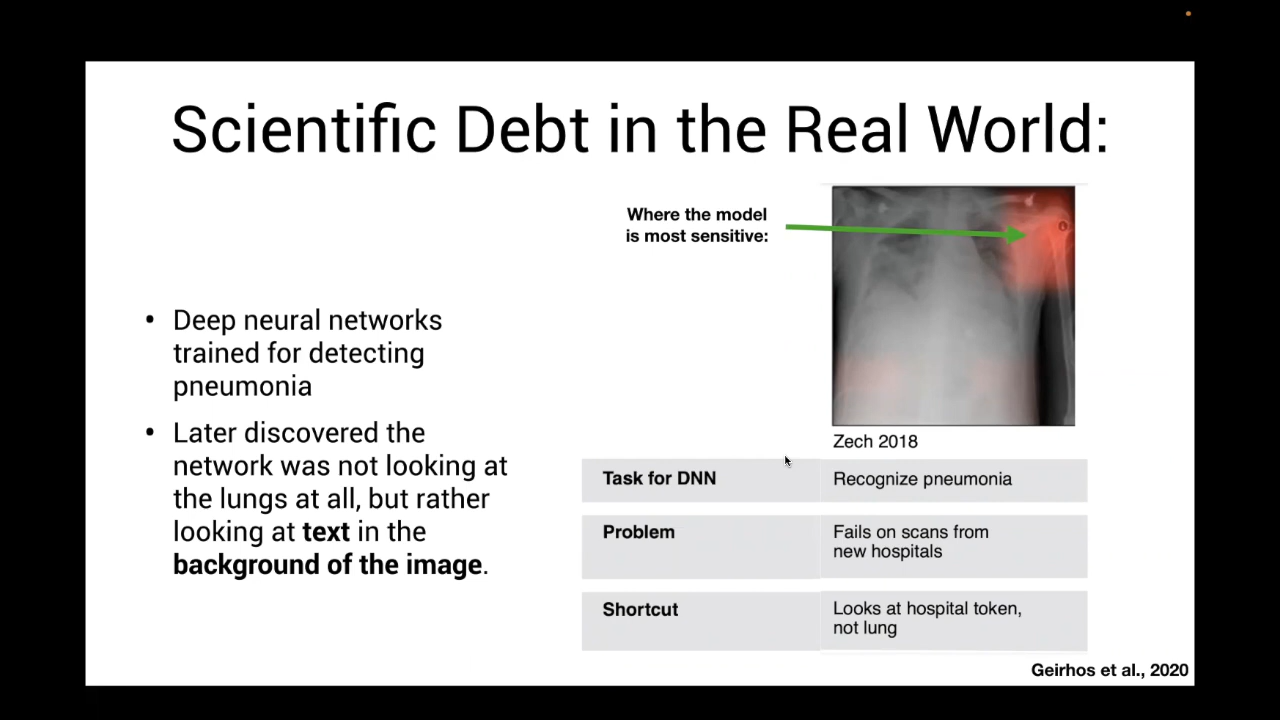 Scientific Debt in the Real World:
Where the model
is most sensitive:
• Deep neural networks
trained for detecting
pneumonia
• Later discovered the
network was not looking at
the lungs at all, but rather
looking at text in the
background of the image.
Zech 2018
Task for DNN Recognize pneumonia
Problem Fails on scans from
new hospitals
Shortcut Looks at hospital token,
not lung
Geirhos et al., 2020